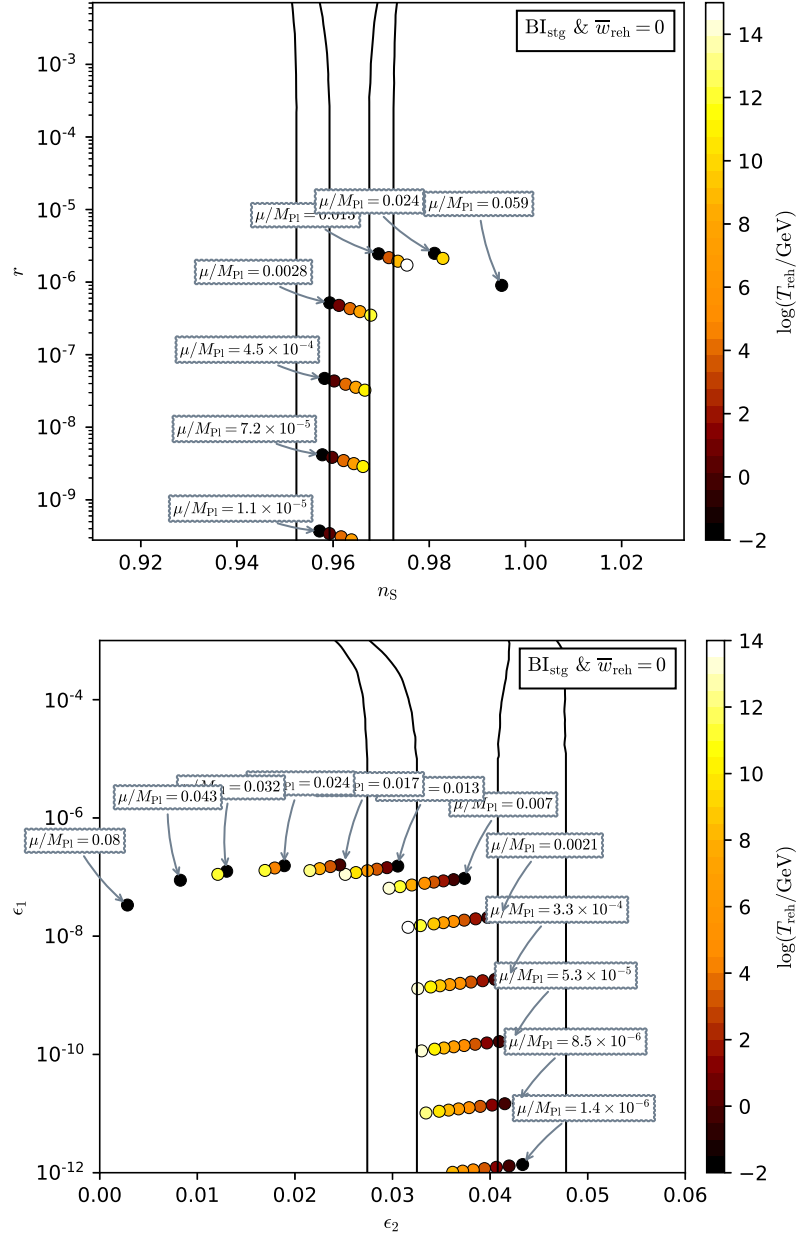 BI_stg & w̅_reh = 0
10^-3
10^-4
10^-5
10^-6
10^-7
10^-8
10^-9
r
μ/M_Pl = 0.013
μ/M_Pl = 0.024
μ/M_Pl = 0.059
μ/M_Pl = 0.0028
μ/M_Pl = 4.5 × 10^-4
μ/M_Pl = 7.2 × 10^-5
μ/M_Pl = 1.1 × 10^-5
0.92 0.94 0.96 0.98 1.00 1.02
n_S
14
12
10
8
6
4
2
0
−2
log(T_reh/GeV)
BI_stg & w̅_reh = 0
10^-4
10^-6
10^-8
10^-10
10^-12
ϵ_1
μ/M_Pl = 0.08
μ/M_Pl = 0.043
μ/M_Pl = 0.032
μ/M_Pl = 0.024
μ/M_Pl = 0.017
μ/M_Pl = 0.013
μ/M_Pl = 0.007
μ/M_Pl = 0.0021
μ/M_Pl = 3.3 × 10^-4
μ/M_Pl = 5.3 × 10^-5
μ/M_Pl = 8.5 × 10^-6
μ/M_Pl = 1.4 × 10^-6
0.00 0.01 0.02 0.03 0.04 0.05 0.06
ϵ_2
14
12
10
8
6
4
2
0
−2
log(T_reh/GeV)